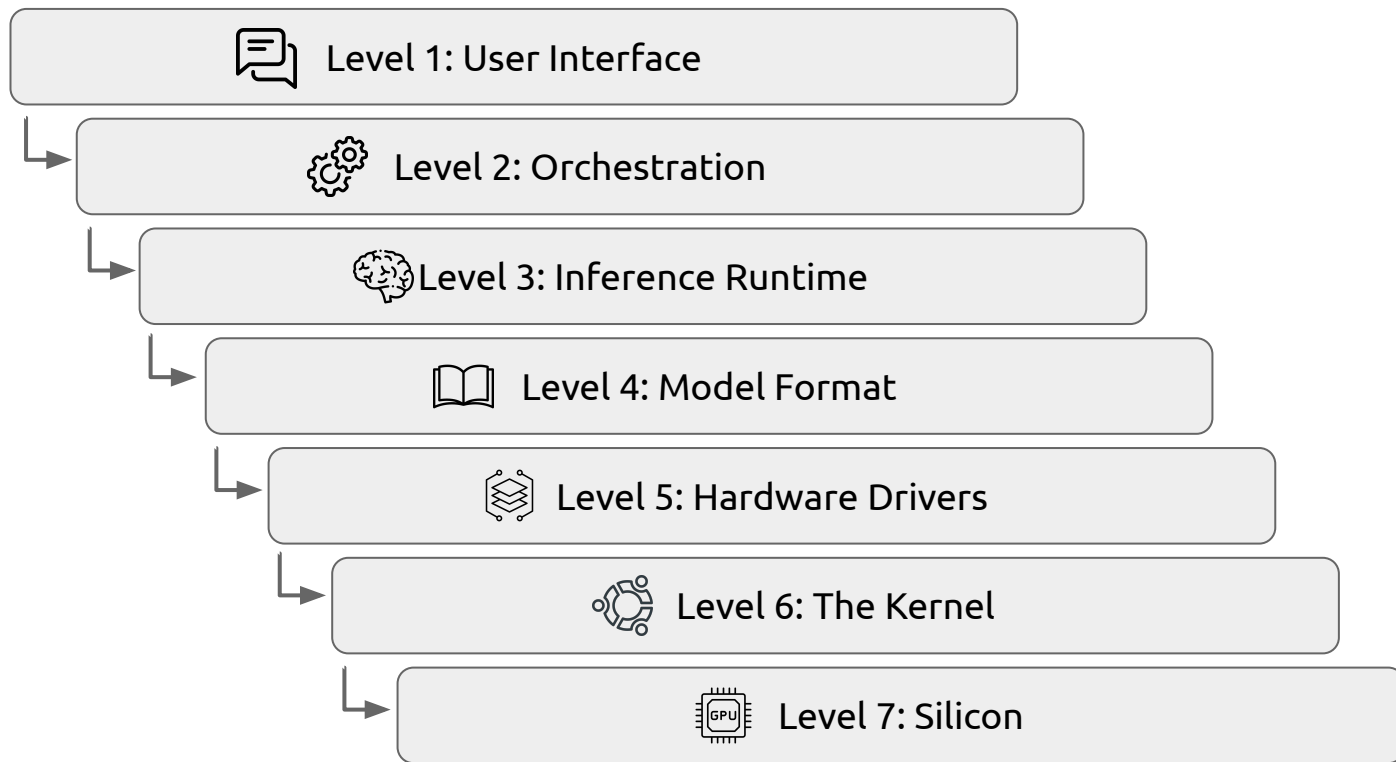 Level 1: User Interface
Level 2: Orchestration
Level 3: Inference Runtime
Level 4: Model Format
Level 5: Hardware Drivers
Level 6: The Kernel
GPU
Level 7: Silicon